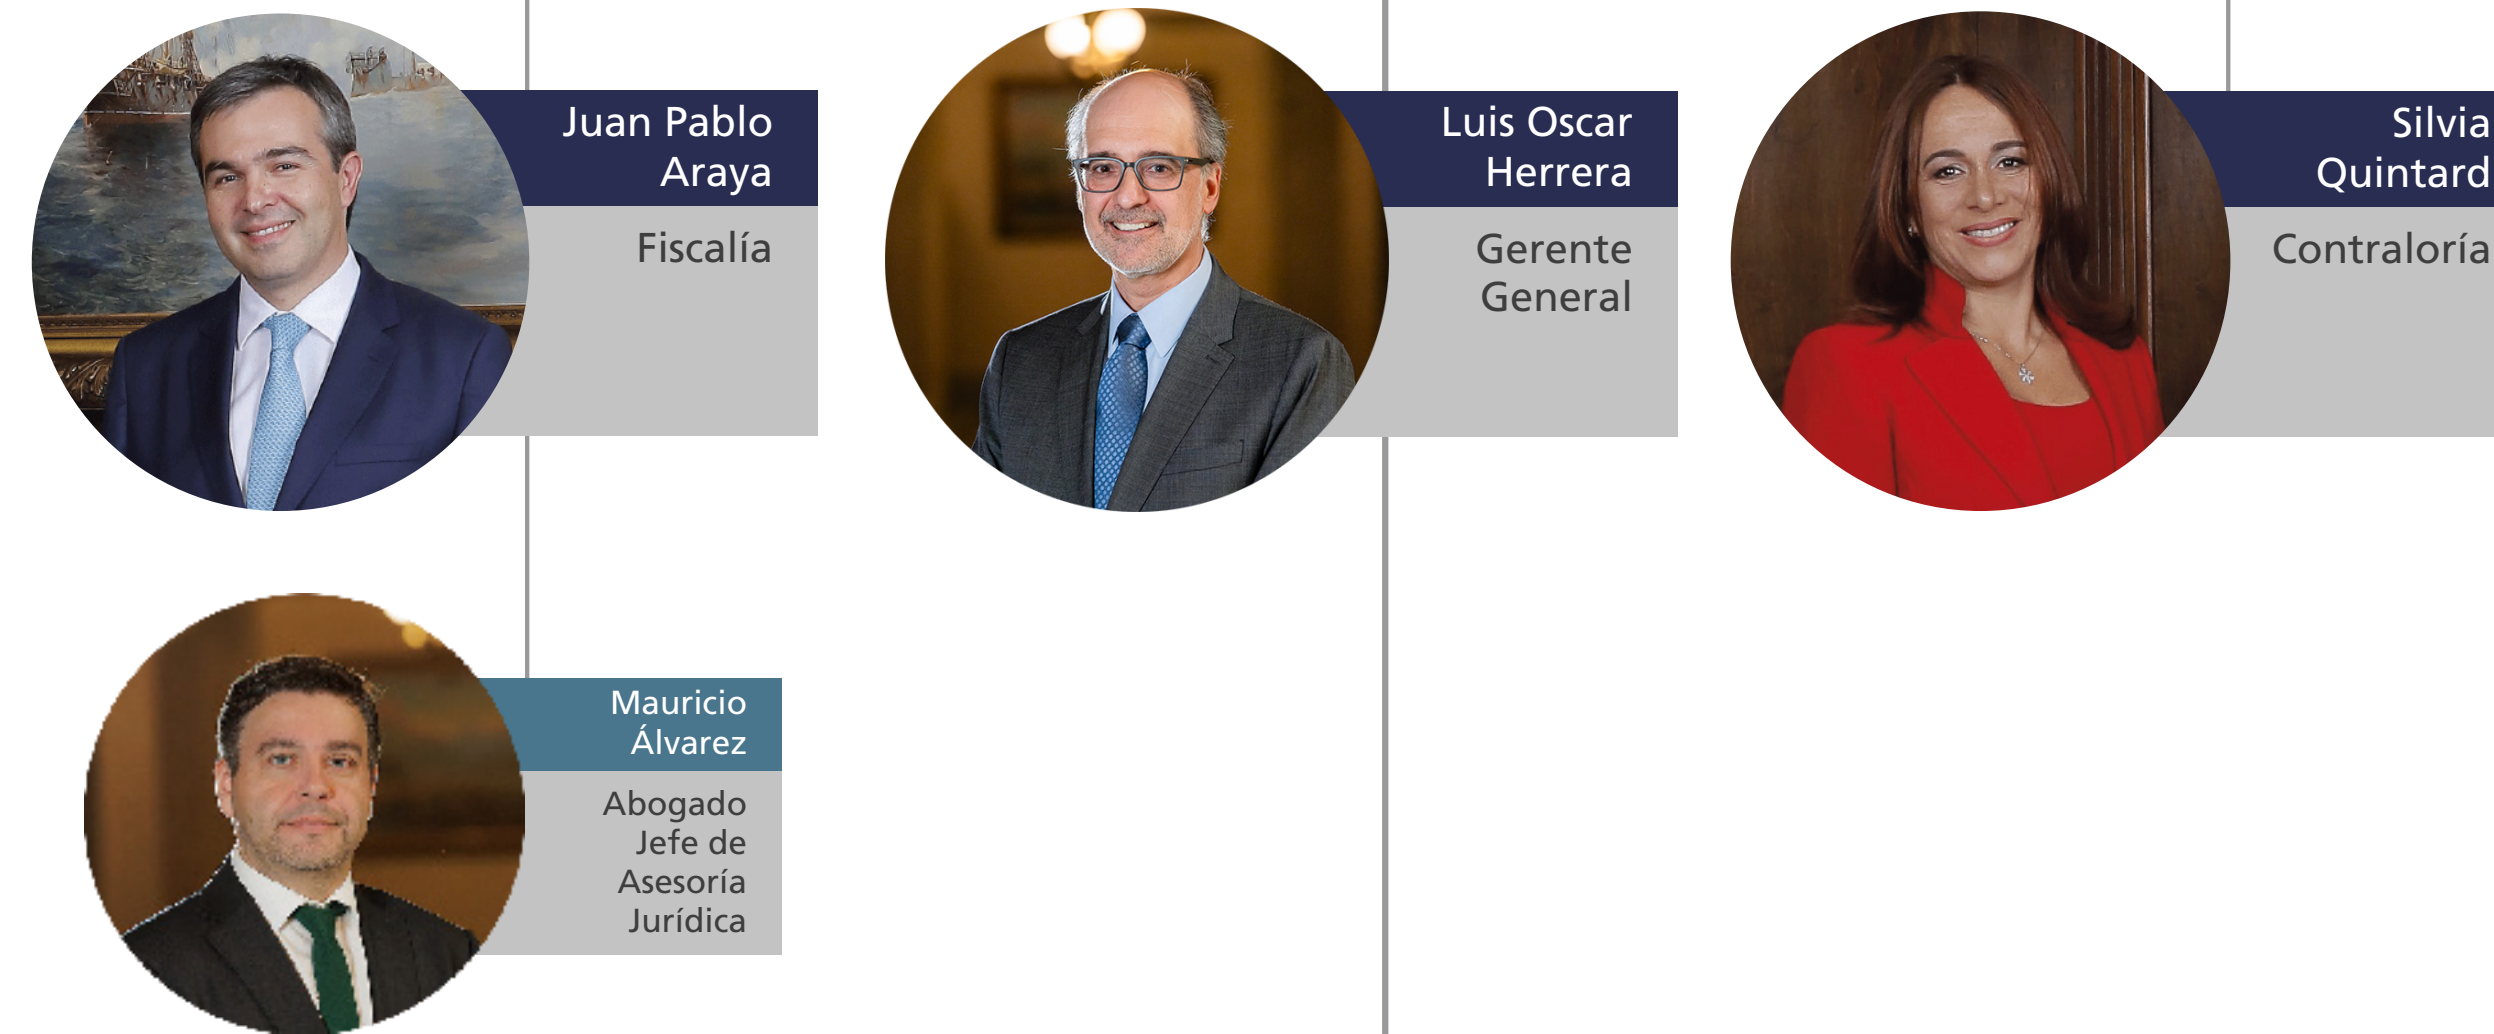 Juan Pablo
Araya
Fiscalía
Luis Oscar
Herrera
Gerente
General
Silvia
Quintard
Contraloría
Mauricio
Álvarez
Abogado
Jefe de
Asesoría
Jurídica